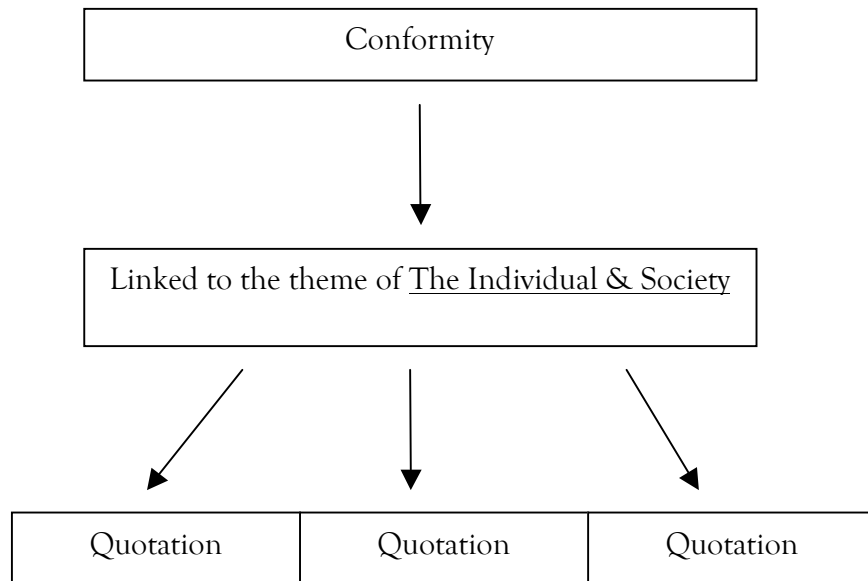 Conformity
Linked to the theme of The Individual & Society
Quotation
Quotation
Quotation